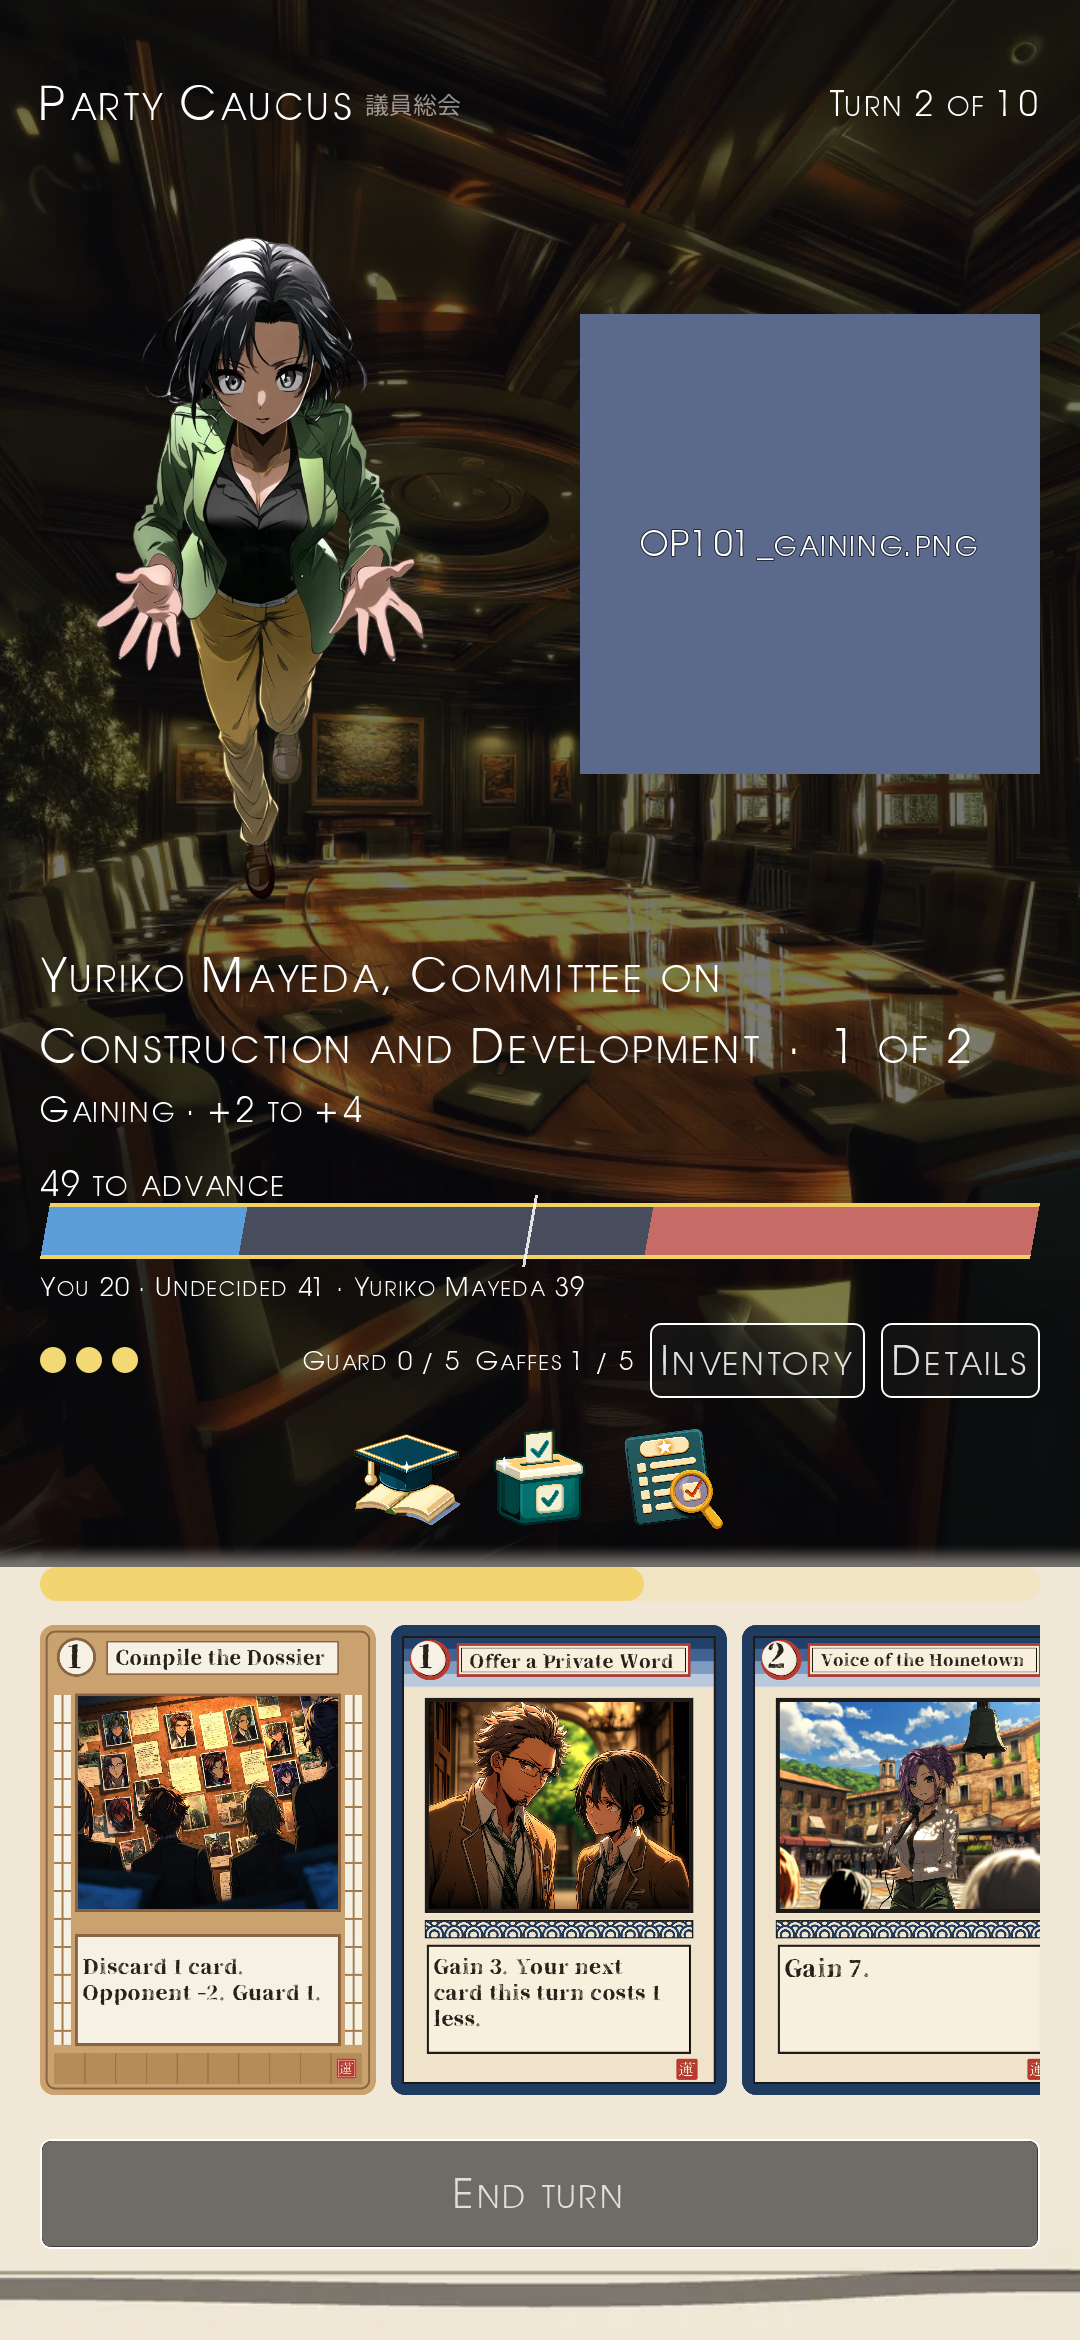 Party Caucus 議員総会
Turn 2 of 10
OP101_gaining.png
Yuriko Mayeda, Committee on
Construction and Development · 1 of 2
Gaining · +2 to +4
49 to advance
You 20 · Undecided 41 · Yuriko Mayeda 39
Guard 0 / 5 Gaffes 1 / 5
Inventory
Details
1 Compile the Dossier
Discard 1 card.
Opponent -2. Guard 1.
蓮
1 Offer a Private Word
Gain 3. Your next
card this turn costs 1
less.
蓮
2 Voice of the Hometown
Gain 7.
End turn